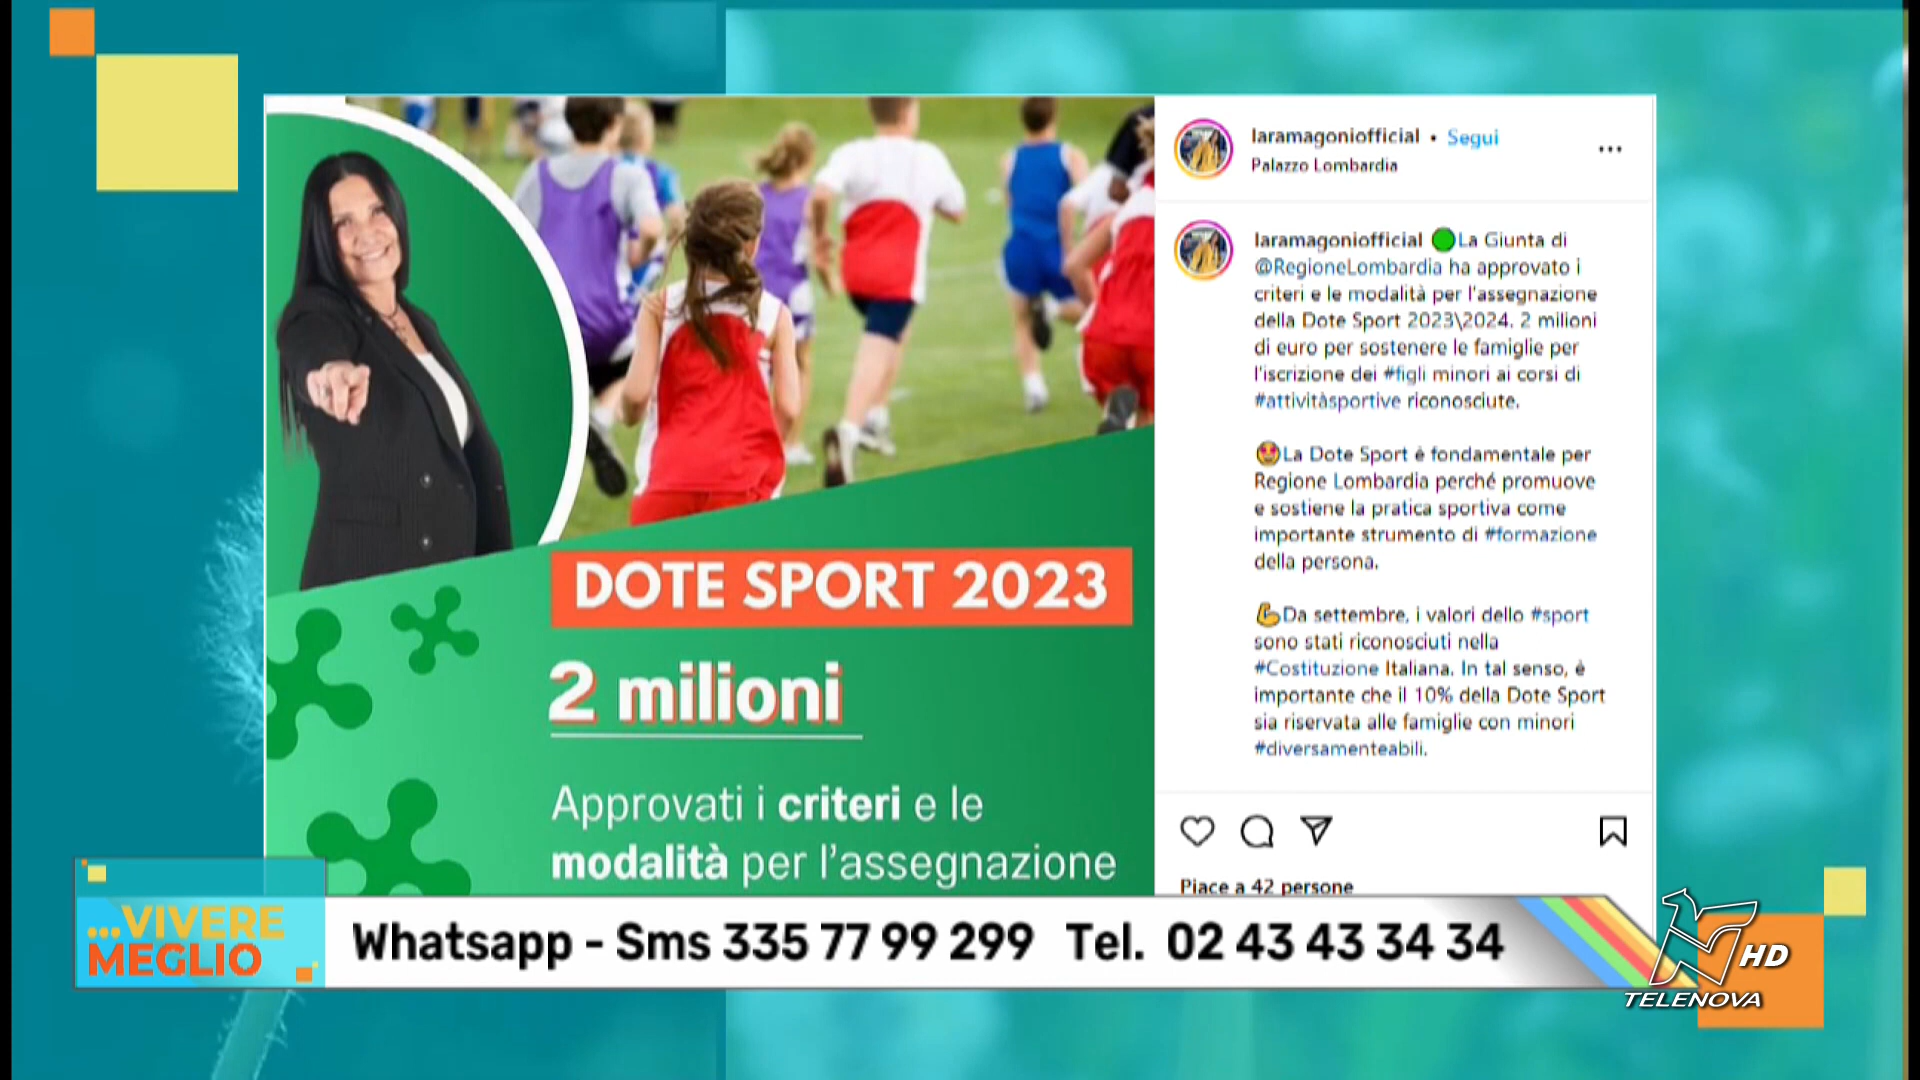 laramagoniofficial • Segui
Palazzo Lombardia
laramagoniofficial 🟢La Giunta di
@RegioneLombardia ha approvato i
criteri e le modalità per l'assegnazione
della Dote Sport 2023\2024. 2 milioni
di euro per sostenere le famiglie per
l'iscrizione dei #figli minori ai corsi di
#attivitàsportive riconosciute.
🤩La Dote Sport è fondamentale per
Regione Lombardia perché promuove
e sostiene la pratica sportiva come
importante strumento di #formazione
della persona.
💪Da settembre, i valori dello #sport
sono stati riconosciuti nella
#Costituzione Italiana. In tal senso, è
importante che il 10% della Dote Sport
sia riservata alle famiglie con minori
#diversamenteabili.
Piace a 42 persone
DOTE SPORT 2023
2 milioni
Approvati i criteri e le
modalità per l'assegnazione
...VIVERE
MEGLIO
Whatsapp - Sms 335 77 99 299 Tel. 02 43 43 34 34
HD
TELENOVA